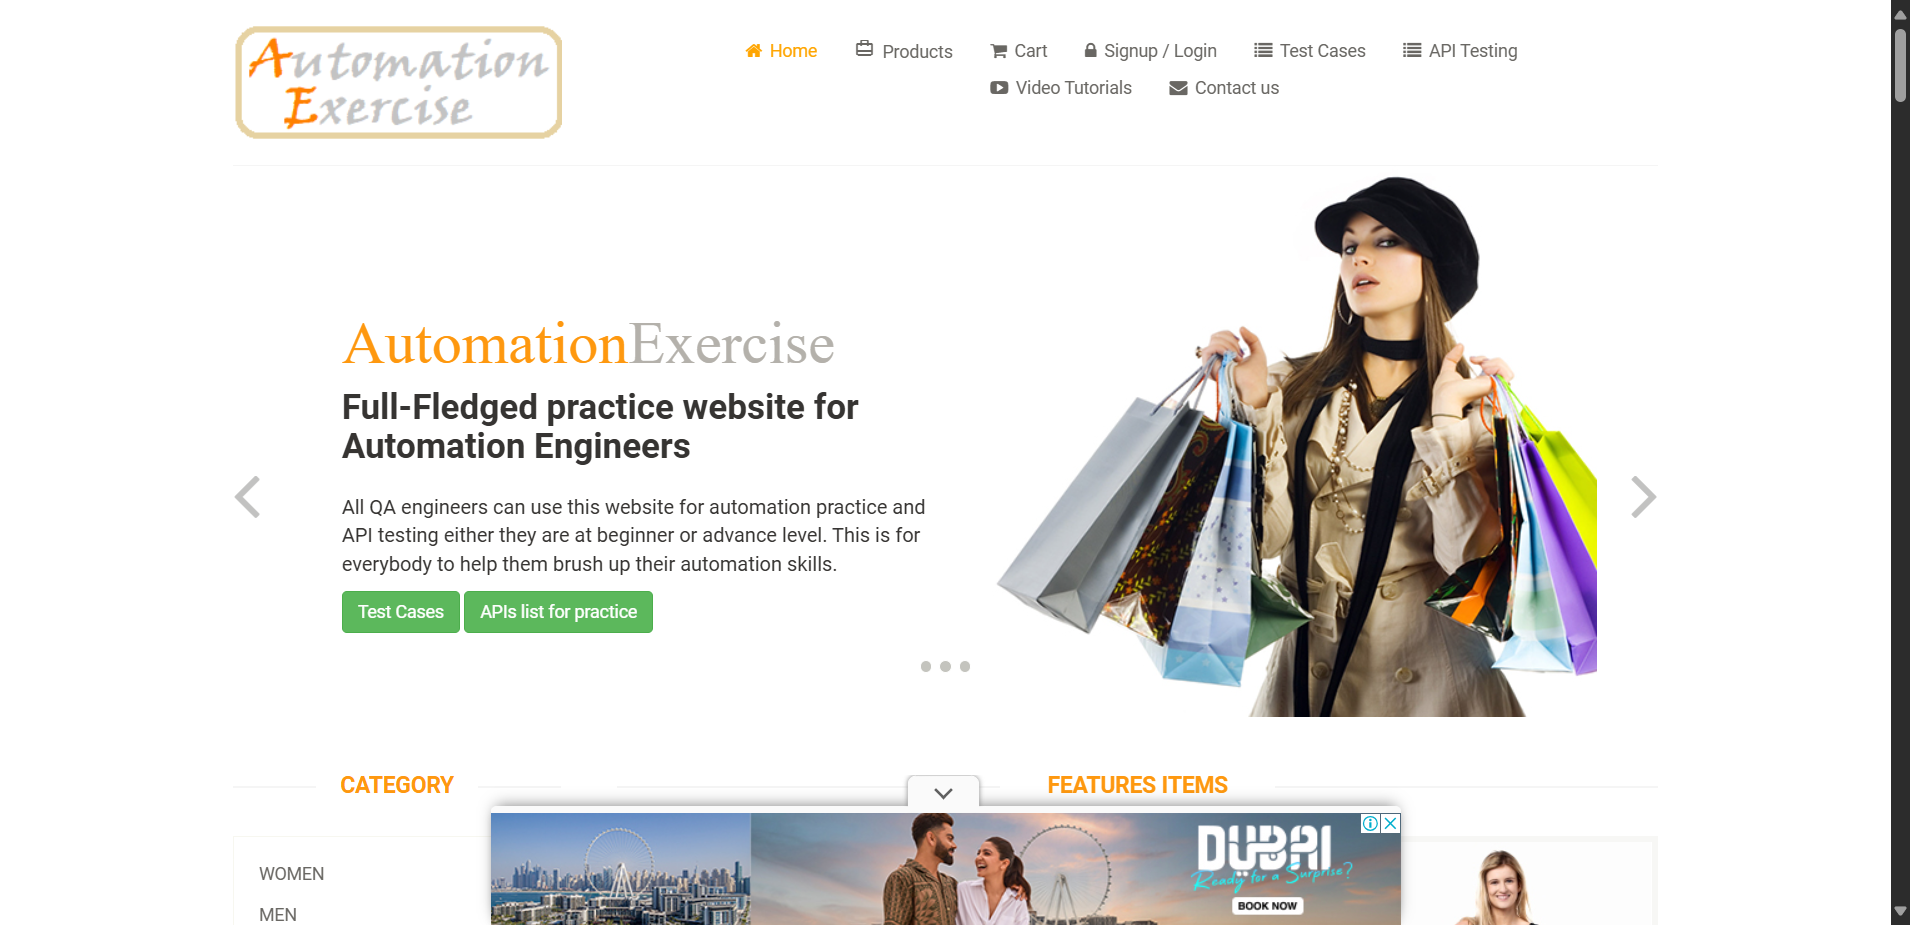 Automation
Exercise
Home
Products
Cart
Signup / Login
Test Cases
API Testing
Video Tutorials
Contact us
AutomationExercise
Full-Fledged practice website for
Automation Engineers
All QA engineers can use this website for automation practice and
API testing either they are at beginner or advance level. This is for
everybody to help them brush up their automation skills.
Test Cases
APIs list for practice
CATEGORY
FEATURES ITEMS
WOMEN
MEN
DUBAI
Ready for a Surprise?
BOOK NOW